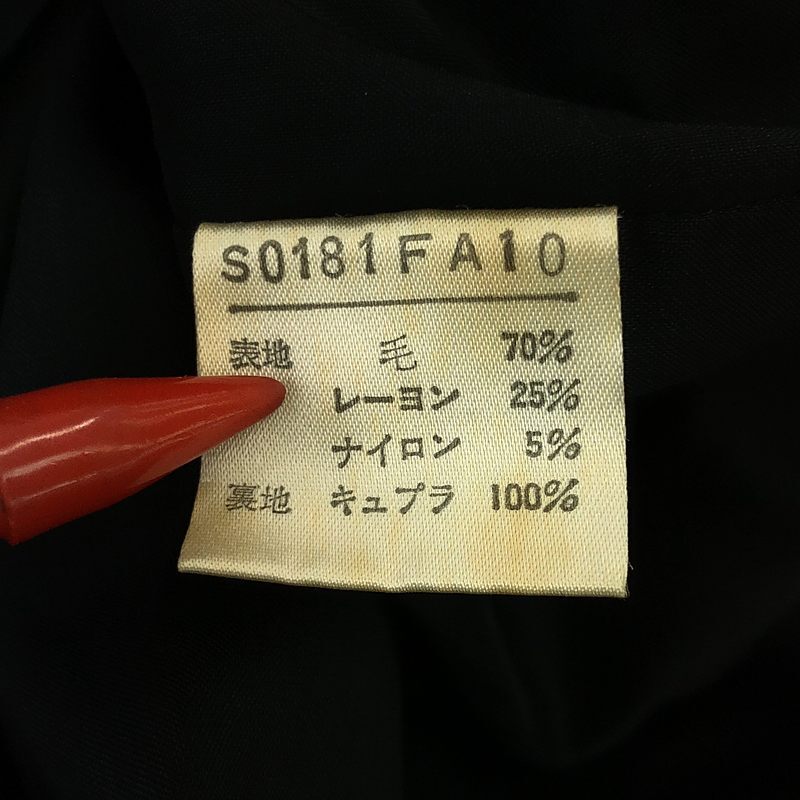 S0181FA10
表地 毛 70%
レーヨン 25%
ナイロン 5%
裏地 キュプラ 100%